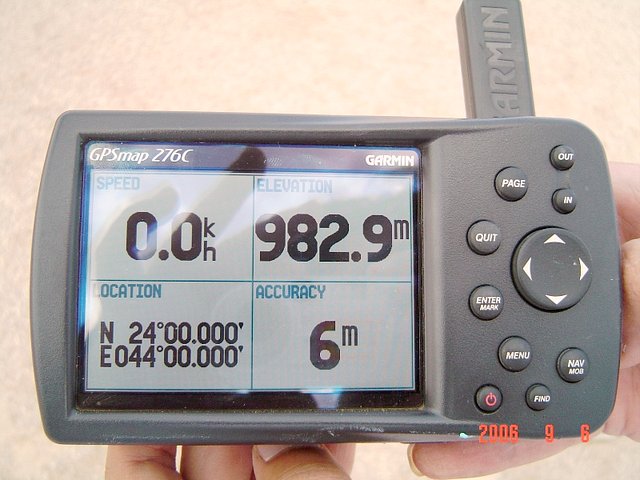 GARMIN
GPSmap 276C GARMIN
SPEED ELEVATION
0.0 kh 982.9 m
LOCATION ACCURACY
N 24°00.000'
E044°00.000'
6 m
OUT
PAGE
IN
QUIT
ENTER
MARK
MENU
NAV
MOB
FIND
2006 9 6